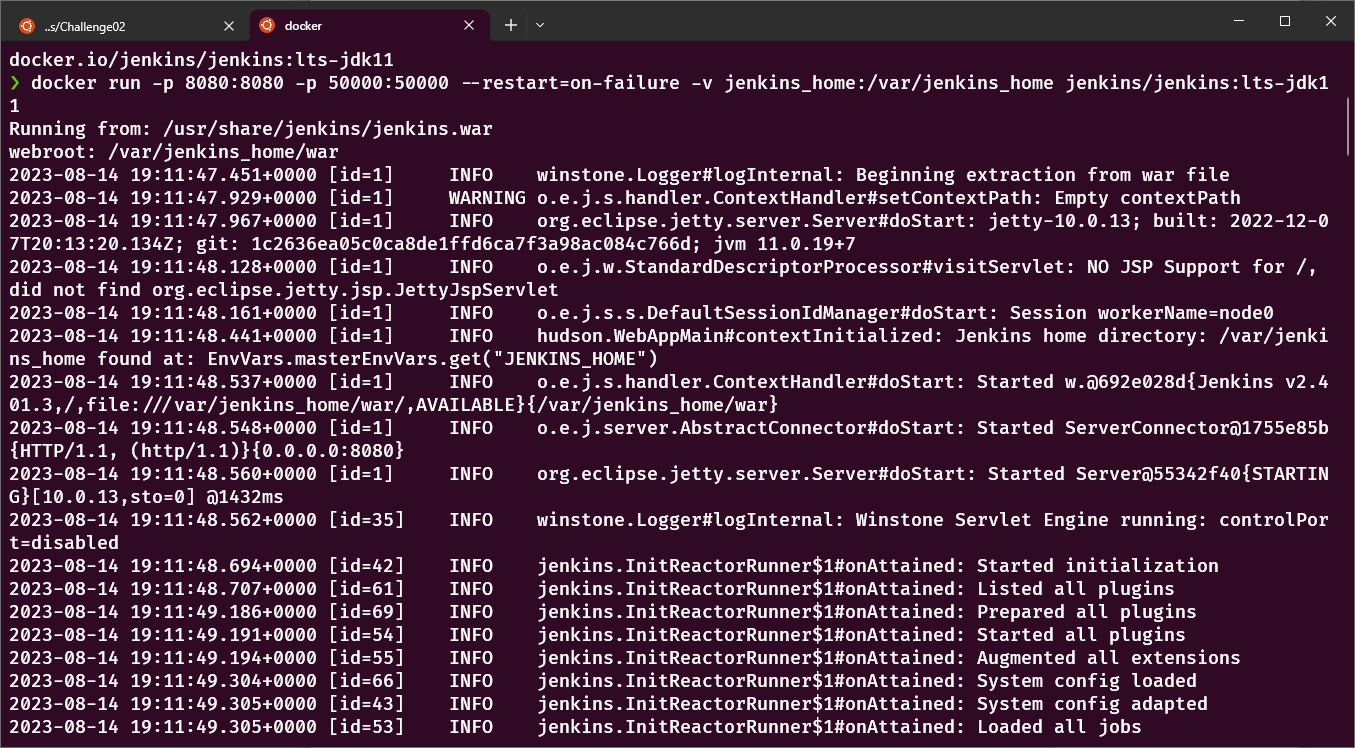 ..s/Challenge02
docker
docker.io/jenkins/jenkins:lts-jdk11
❯ docker run -p 8080:8080 -p 50000:50000 --restart=on-failure -v jenkins_home:/var/jenkins_home jenkins/jenkins:lts-jdk1
1
Running from: /usr/share/jenkins/jenkins.war
webroot: /var/jenkins_home/war
2023-08-14 19:11:47.451+0000 [id=1]     INFO    winstone.Logger#logInternal: Beginning extraction from war file
2023-08-14 19:11:47.929+0000 [id=1]     WARNING o.e.j.s.handler.ContextHandler#setContextPath: Empty contextPath
2023-08-14 19:11:47.967+0000 [id=1]     INFO    org.eclipse.jetty.server.Server#doStart: jetty-10.0.13; built: 2022-12-0
7T20:13:20.134Z; git: 1c2636ea05c0ca8de1ffd6ca7f3a98ac084c766d; jvm 11.0.19+7
2023-08-14 19:11:48.128+0000 [id=1]     INFO    o.e.j.w.StandardDescriptorProcessor#visitServlet: NO JSP Support for /,
did not find org.eclipse.jetty.jsp.JettyJspServlet
2023-08-14 19:11:48.161+0000 [id=1]     INFO    o.e.j.s.s.DefaultSessionIdManager#doStart: Session workerName=node0
2023-08-14 19:11:48.441+0000 [id=1]     INFO    hudson.WebAppMain#contextInitialized: Jenkins home directory: /var/jenki
ns_home found at: EnvVars.masterEnvVars.get("JENKINS_HOME")
2023-08-14 19:11:48.537+0000 [id=1]     INFO    o.e.j.s.handler.ContextHandler#doStart: Started w.@692e028d{Jenkins v2.4
01.3,/,file:///var/jenkins_home/war/,AVAILABLE}{/var/jenkins_home/war}
2023-08-14 19:11:48.548+0000 [id=1]     INFO    o.e.j.server.AbstractConnector#doStart: Started ServerConnector@1755e85b
{HTTP/1.1, (http/1.1)}{0.0.0.0:8080}
2023-08-14 19:11:48.560+0000 [id=1]     INFO    org.eclipse.jetty.server.Server#doStart: Started Server@55342f40{STARTIN
G}[10.0.13,sto=0] @1432ms
2023-08-14 19:11:48.562+0000 [id=35]    INFO    winstone.Logger#logInternal: Winstone Servlet Engine running: controlPor
t=disabled
2023-08-14 19:11:48.694+0000 [id=42]    INFO    jenkins.InitReactorRunner$1#onAttained: Started initialization
2023-08-14 19:11:48.707+0000 [id=61]    INFO    jenkins.InitReactorRunner$1#onAttained: Listed all plugins
2023-08-14 19:11:49.186+0000 [id=69]    INFO    jenkins.InitReactorRunner$1#onAttained: Prepared all plugins
2023-08-14 19:11:49.191+0000 [id=54]    INFO    jenkins.InitReactorRunner$1#onAttained: Started all plugins
2023-08-14 19:11:49.194+0000 [id=55]    INFO    jenkins.InitReactorRunner$1#onAttained: Augmented all extensions
2023-08-14 19:11:49.304+0000 [id=66]    INFO    jenkins.InitReactorRunner$1#onAttained: System config loaded
2023-08-14 19:11:49.305+0000 [id=43]    INFO    jenkins.InitReactorRunner$1#onAttained: System config adapted
2023-08-14 19:11:49.305+0000 [id=53]    INFO    jenkins.InitReactorRunner$1#onAttained: Loaded all jobs